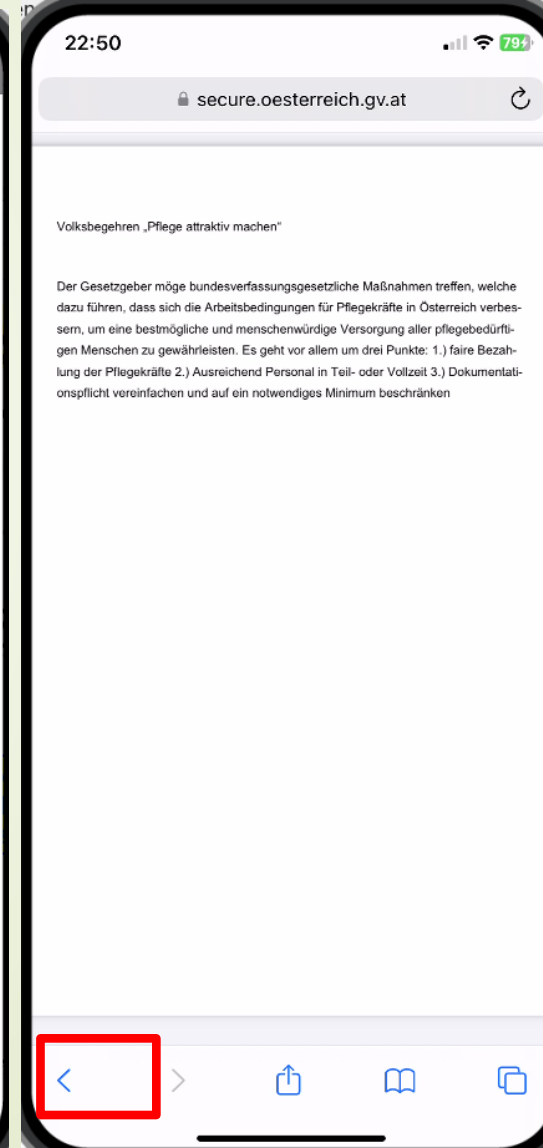 22:50
79
secure.oesterreich.gv.at
Volksbegehren „Pflege attraktiv machen“
Der Gesetzgeber möge bundesverfassungsgesetzliche Maßnahmen treffen, welche
dazu führen, dass sich die Arbeitsbedingungen für Pflegekräfte in Österreich verbes-
sern, um eine bestmögliche und menschenwürdige Versorgung aller pflegebedürfti-
gen Menschen zu gewährleisten. Es geht vor allem um drei Punkte: 1.) faire Bezah-
lung der Pflegekräfte 2.) Ausreichend Personal in Teil- oder Vollzeit 3.) Dokumentati-
onspflicht vereinfachen und auf ein notwendiges Minimum beschränken